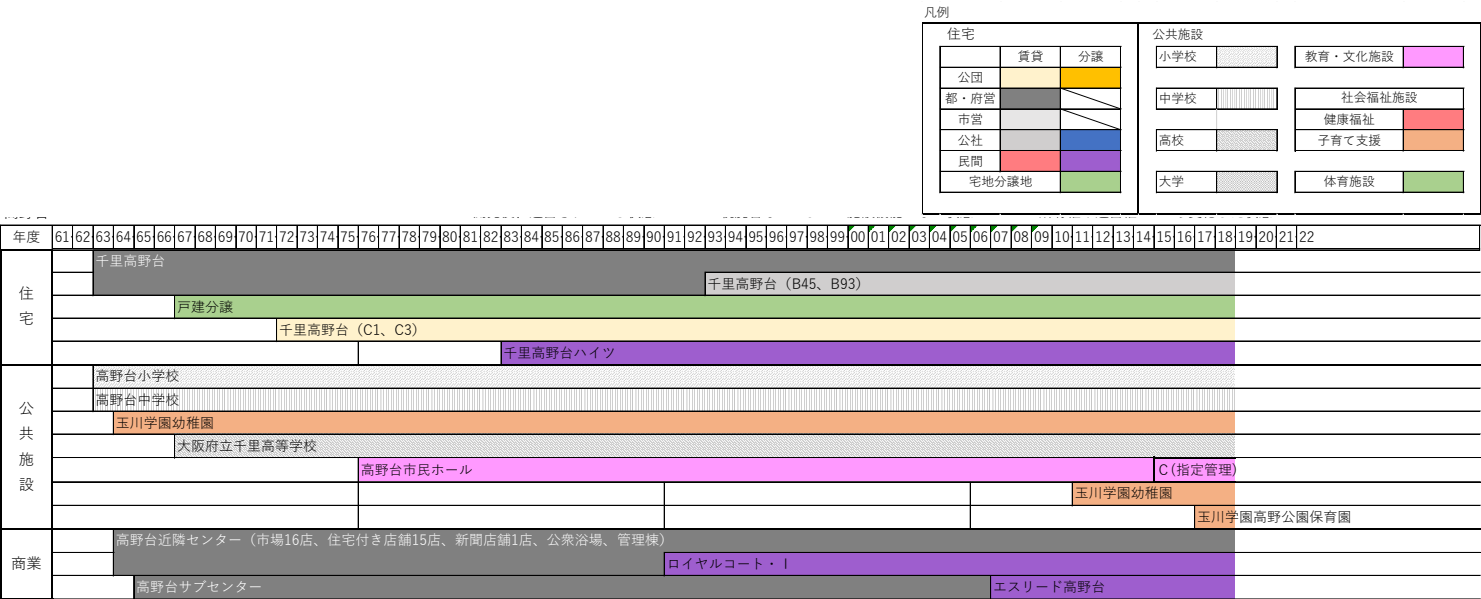 凡例
住宅
賃貸 分譲
公団
都・府営
市営
公社
民間
宅地分譲地
公共施設
小学校
中学校
高校
大学
教育・文化施設
社会福祉施設
健康福祉
子育て支援
体育施設
年度 61 62 63 64 65 66 67 68 69 70 71 72 73 74 75 76 77 78 79 80 81 82 83 84 85 86 87 88 89 90 91 92 93 94 95 96 97 98 99 00 01 02 03 04 05 06 07 08 09 10 11 12 13 14 15 16 17 18 19 20 21 22
住宅
千里高野台
千里高野台（B45、B93）
戸建分譲
千里高野台（C1、C3）
千里高野台ハイツ
公共施設
高野台小学校
高野台中学校
玉川学園幼稚園
大阪府立千里高等学校
高野台市民ホール
C(指定管理)
玉川学園幼稚園
玉川学園高野公園保育園
商業
高野台近隣センター（市場16店、住宅付き店舗15店、新聞店舗1店、公衆浴場、管理棟）
ロイヤルコート・Ⅰ
高野台サブセンター
エスリード高野台